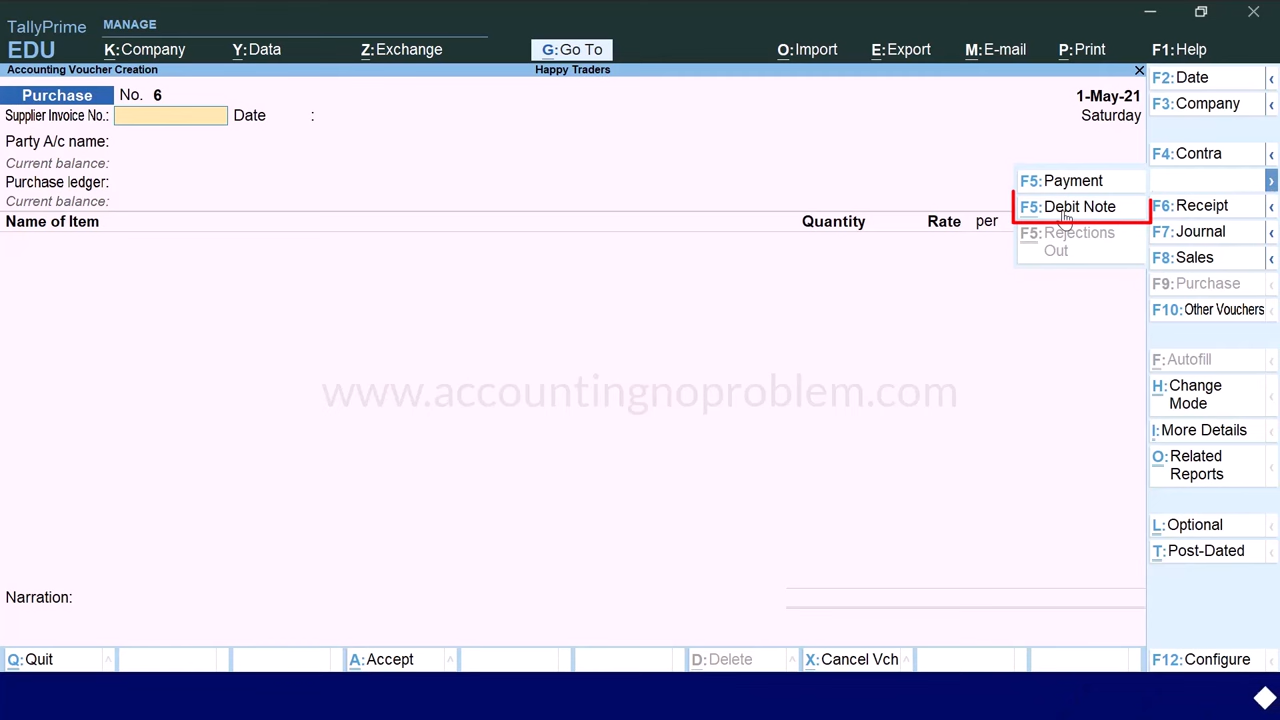 TallyPrime
MANAGE
EDU
K:Company
Y:Data
Z:Exchange
G:Go To
O:Import
E:Export
M:E-mail
P:Print
F1:Help
Accounting Voucher Creation
Happy Traders
Purchase
No. 6
1-May-21
Supplier Invoice No.:
Date :
Saturday
Party A/c name:
Current balance:
Purchase ledger:
Current balance:
Name of Item
Quantity
Rate
per
F5:Payment
F5:Debit Note
F5:Rejections
Out
F2:Date
F3:Company
F4:Contra
F6:Receipt
F7:Journal
F8:Sales
F9:Purchase
F10:Other Vouchers
F:Autofill
H:Change
Mode
I:More Details
O:Related
Reports
L:Optional
T:Post-Dated
www.accountingnoproblem.com
Narration:
Q:Quit
A:Accept
D:Delete
X:Cancel Vch
F12:Configure